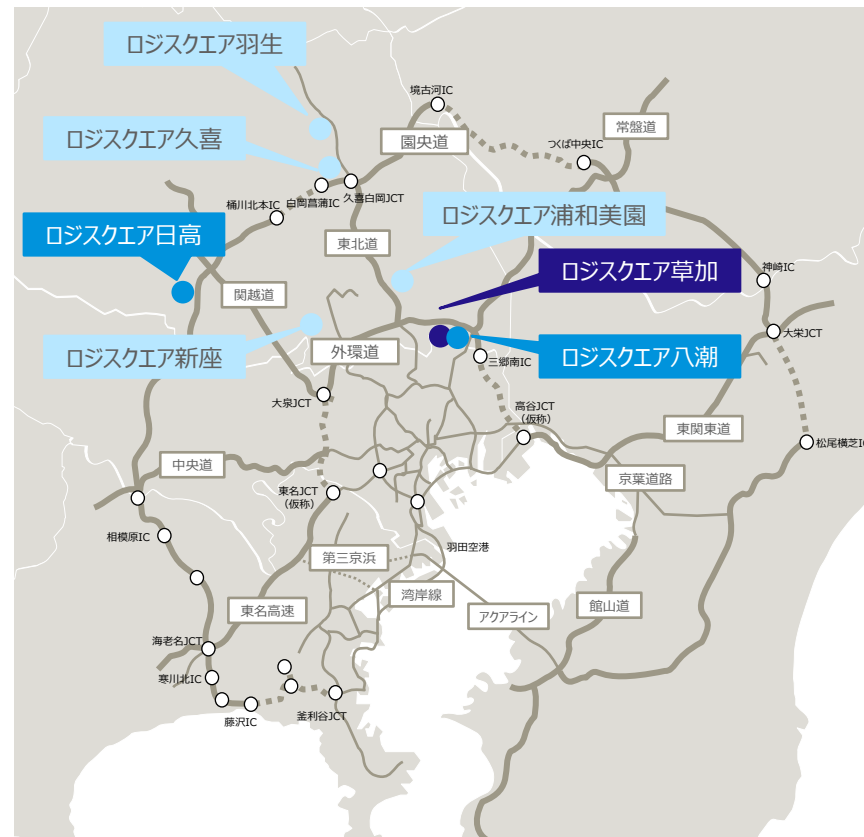 ロジスクエア羽生
境古河IC
常盤道
ロジスクエア久喜
圏央道
つくば中央IC
白岡菖蒲IC
久喜白岡JCT
桶川北本IC
ロジスクエア浦和美園
ロジスクエア日高
東北道
ロジスクエア草加
神崎IC
関越道
大栄JCT
ロジスクエア新座
外環道
ロジスクエア八潮
三郷南IC
大泉JCT
高谷JCT
(仮称)
東関東道
松尾横芝IC
中央道
京葉道路
東名JCT
(仮称)
相模原IC
羽田空港
第三京浜
湾岸線
館山道
東名高速
アクアライン
海老名JCT
寒川北IC
藤沢IC
釜利谷JCT